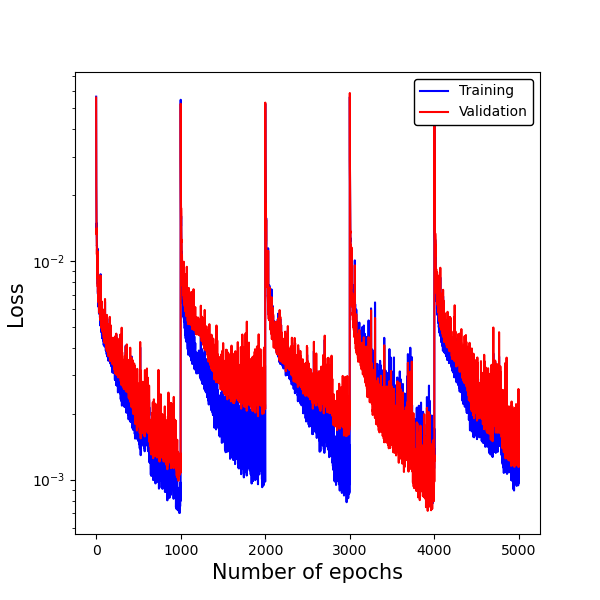 Training
Validation
Loss
10⁻²
10⁻³
0 1000 2000 3000 4000 5000
Number of epochs